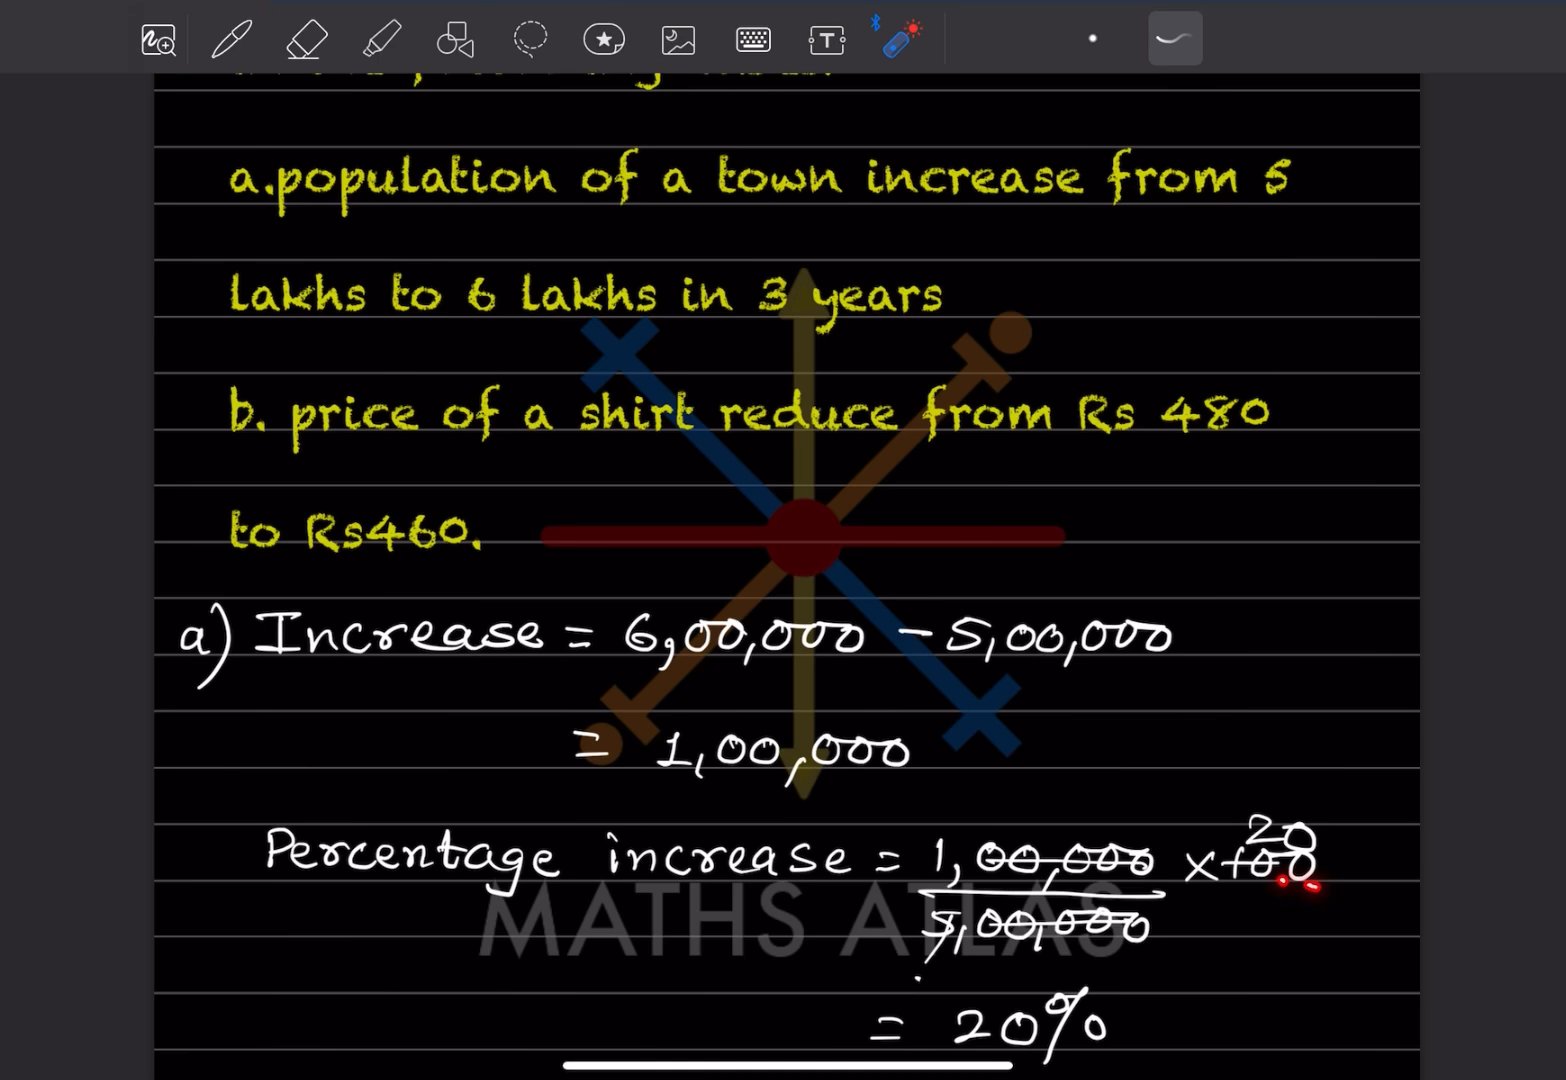 a.population of a town increase from 5
lakhs to 6 lakhs in 3 years
b. price of a shirt reduce from Rs 480
to Rs460.
a) Increase = 6,00,000 - 5,00,000
= 1,00,000
20
Percentage increase = 1,00,000 × 100
5,00,000
MATHS ATLAS
= 20%